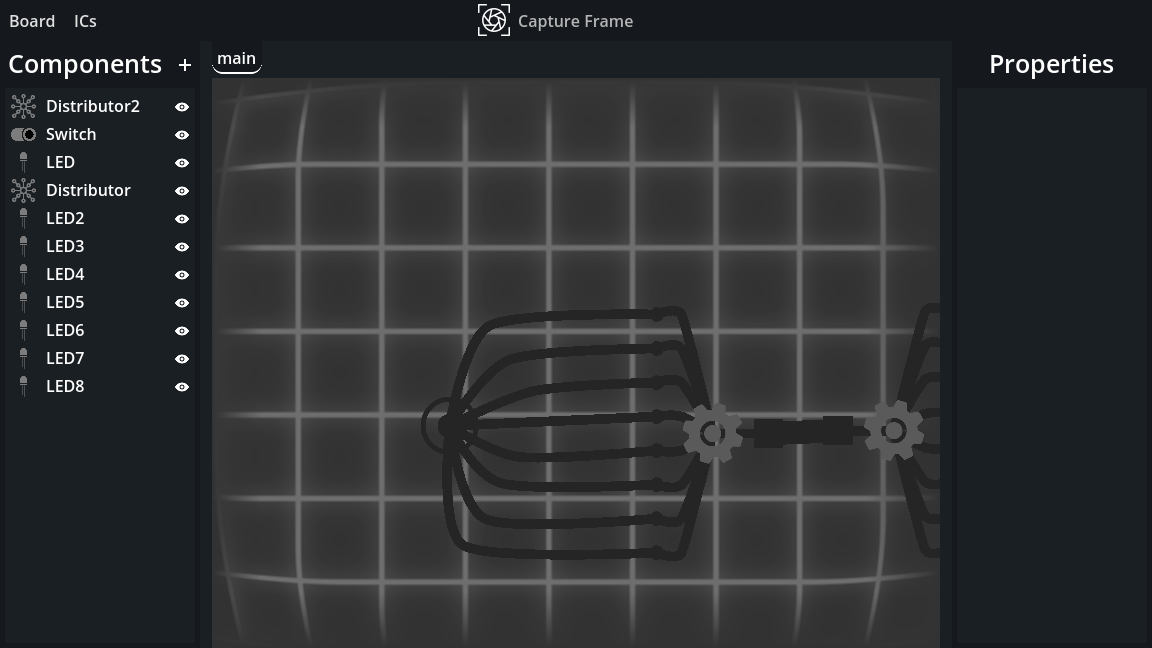 Board ICs
Capture Frame
Components +
main
Properties
Distributor2
Switch
LED
Distributor
LED2
LED3
LED4
LED5
LED6
LED7
LED8